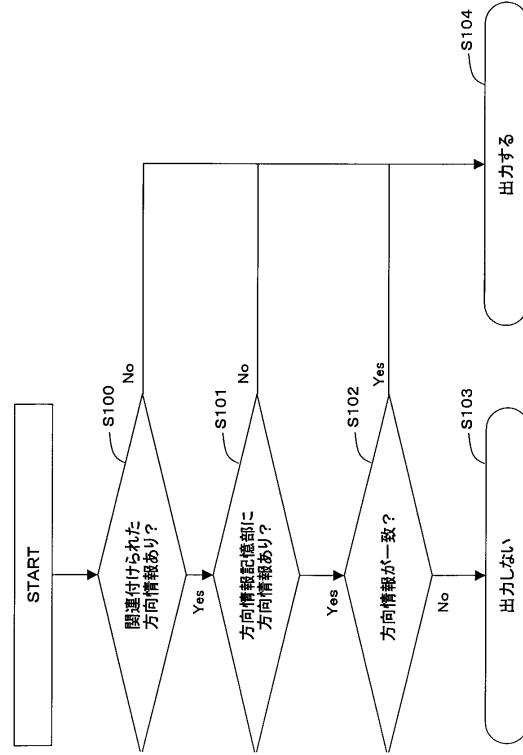 START
S100
関連付けられた
方向情報あり?
No
Yes
S101
方向情報記憶部に
方向情報あり?
No
Yes
S102
方向情報が一致?
Yes
No
S103
出力しない
S104
出力する